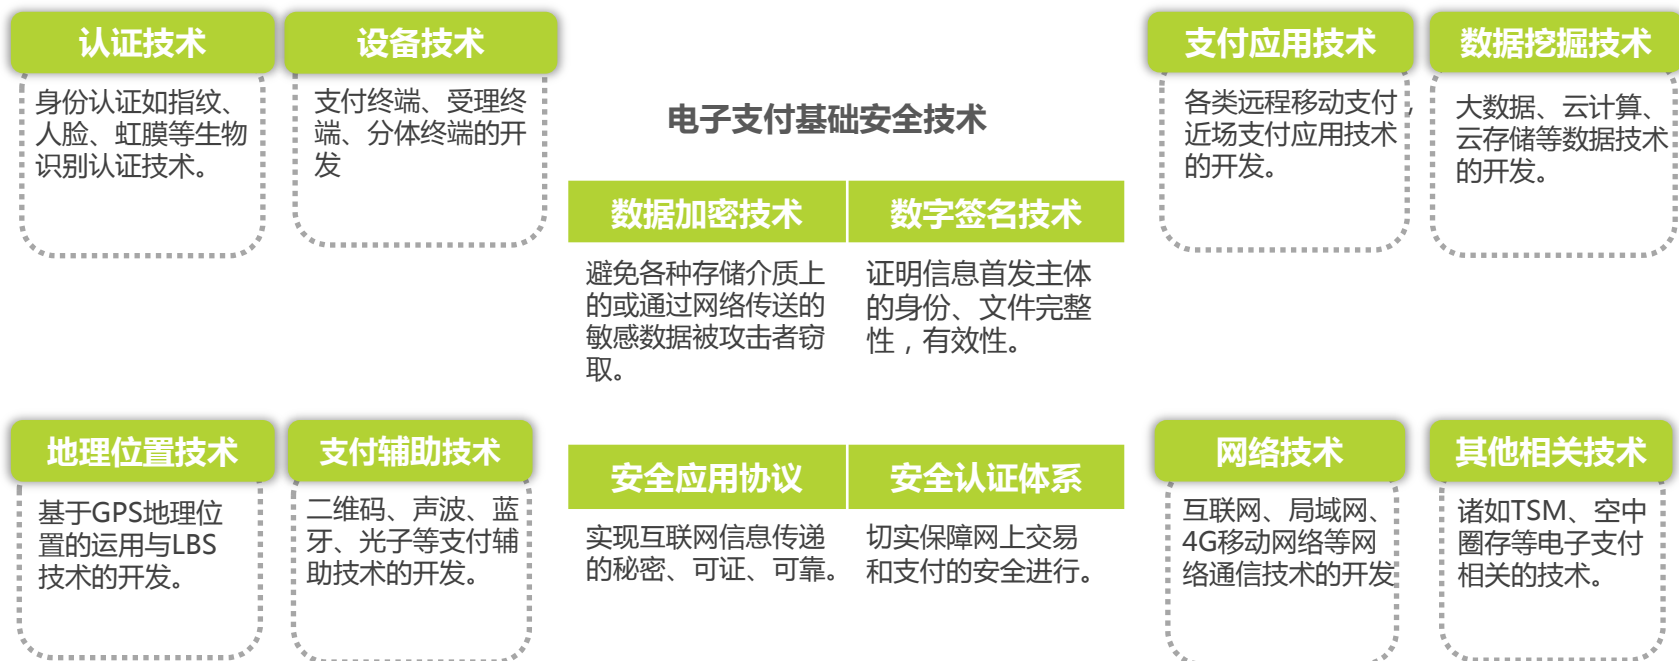 认证技术
身份认证如指纹、
人脸、虹膜等生物
识别认证技术。
设备技术
支付终端、受理终
端、分体终端的开
发
电子支付基础安全技术
数据加密技术
避免各种存储介质上
的或通过网络传送的
敏感数据被攻击者窃
取。
数字签名技术
证明信息首发主体
的身份、文件完整
性，有效性。
支付应用技术
各类远程移动支付，
近场支付应用技术
的开发。
数据挖掘技术
大数据、云计算、
云存储等数据技术
的开发。
地理位置技术
基于GPS地理位
置的运用与LBS
技术的开发。
支付辅助技术
二维码、声波、蓝
牙、光子等支付辅
助技术的开发。
安全应用协议
实现互联网信息传递
的秘密、可证、可靠。
安全认证体系
切实保障网上交易
和支付的安全进行。
网络技术
互联网、局域网、
4G移动网络等网
络通信技术的开发
其他相关技术
诸如TSM、空中
圈存等电子支付
相关的技术。